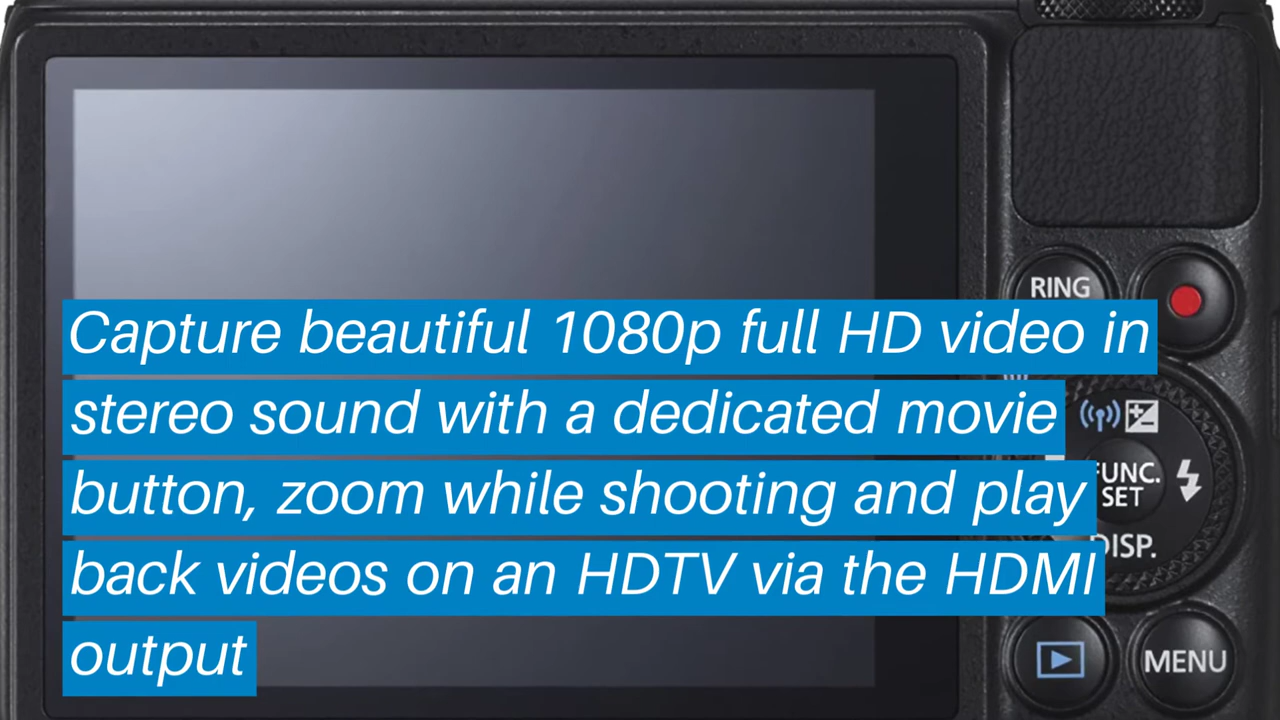 RING
Capture beautiful 1080p full HD video in
stereo sound with a dedicated movie
button, zoom while shooting and play
back videos on an HDTV via the HDMI
output
FUNC.
SET
DISP.
MENU